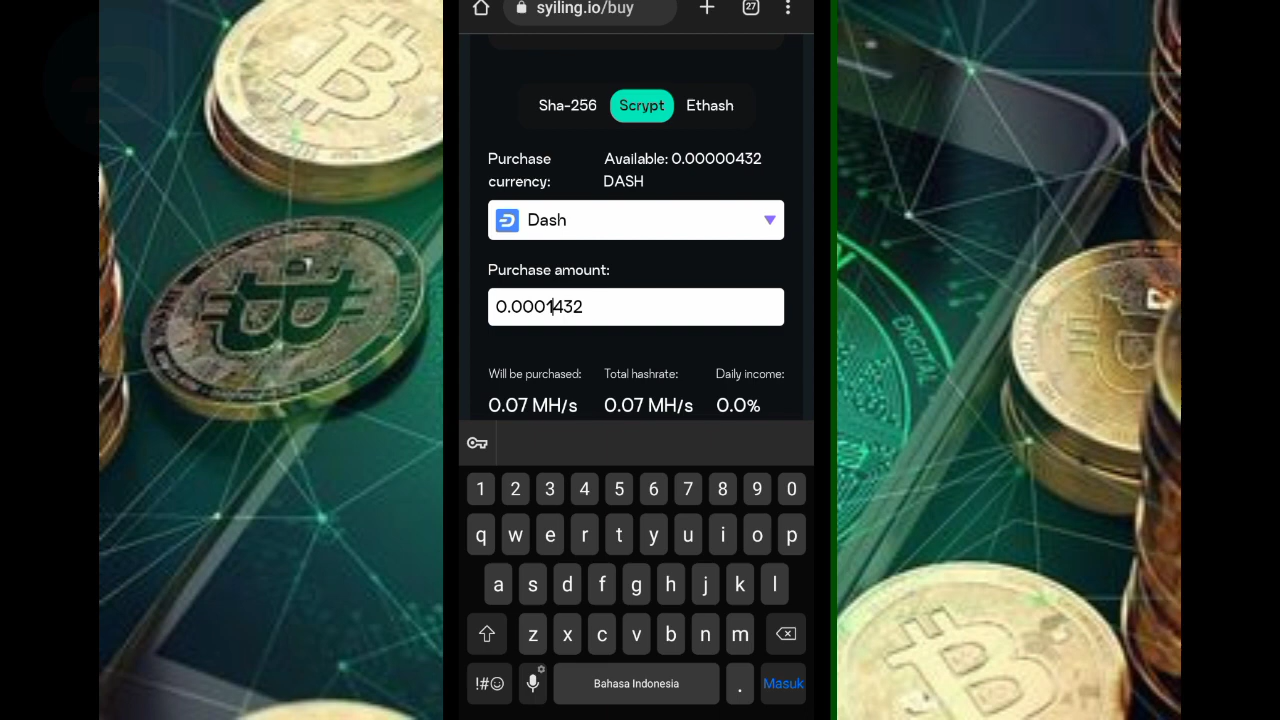 syiling.io/buy
27
Sha-256 Scrypt Ethash
Purchase currency:
Available: 0.00000432 DASH
Dash
Purchase amount:
0.0001432
Will be purchased: Total hashrate: Daily income:
0.07 MH/s 0.07 MH/s 0.0%
1 2 3 4 5 6 7 8 9 0
q w e r t y u i o p
a s d f g h j k l
z x c v b n m
!#☺ Bahasa Indonesia . Masuk
DIGITAL